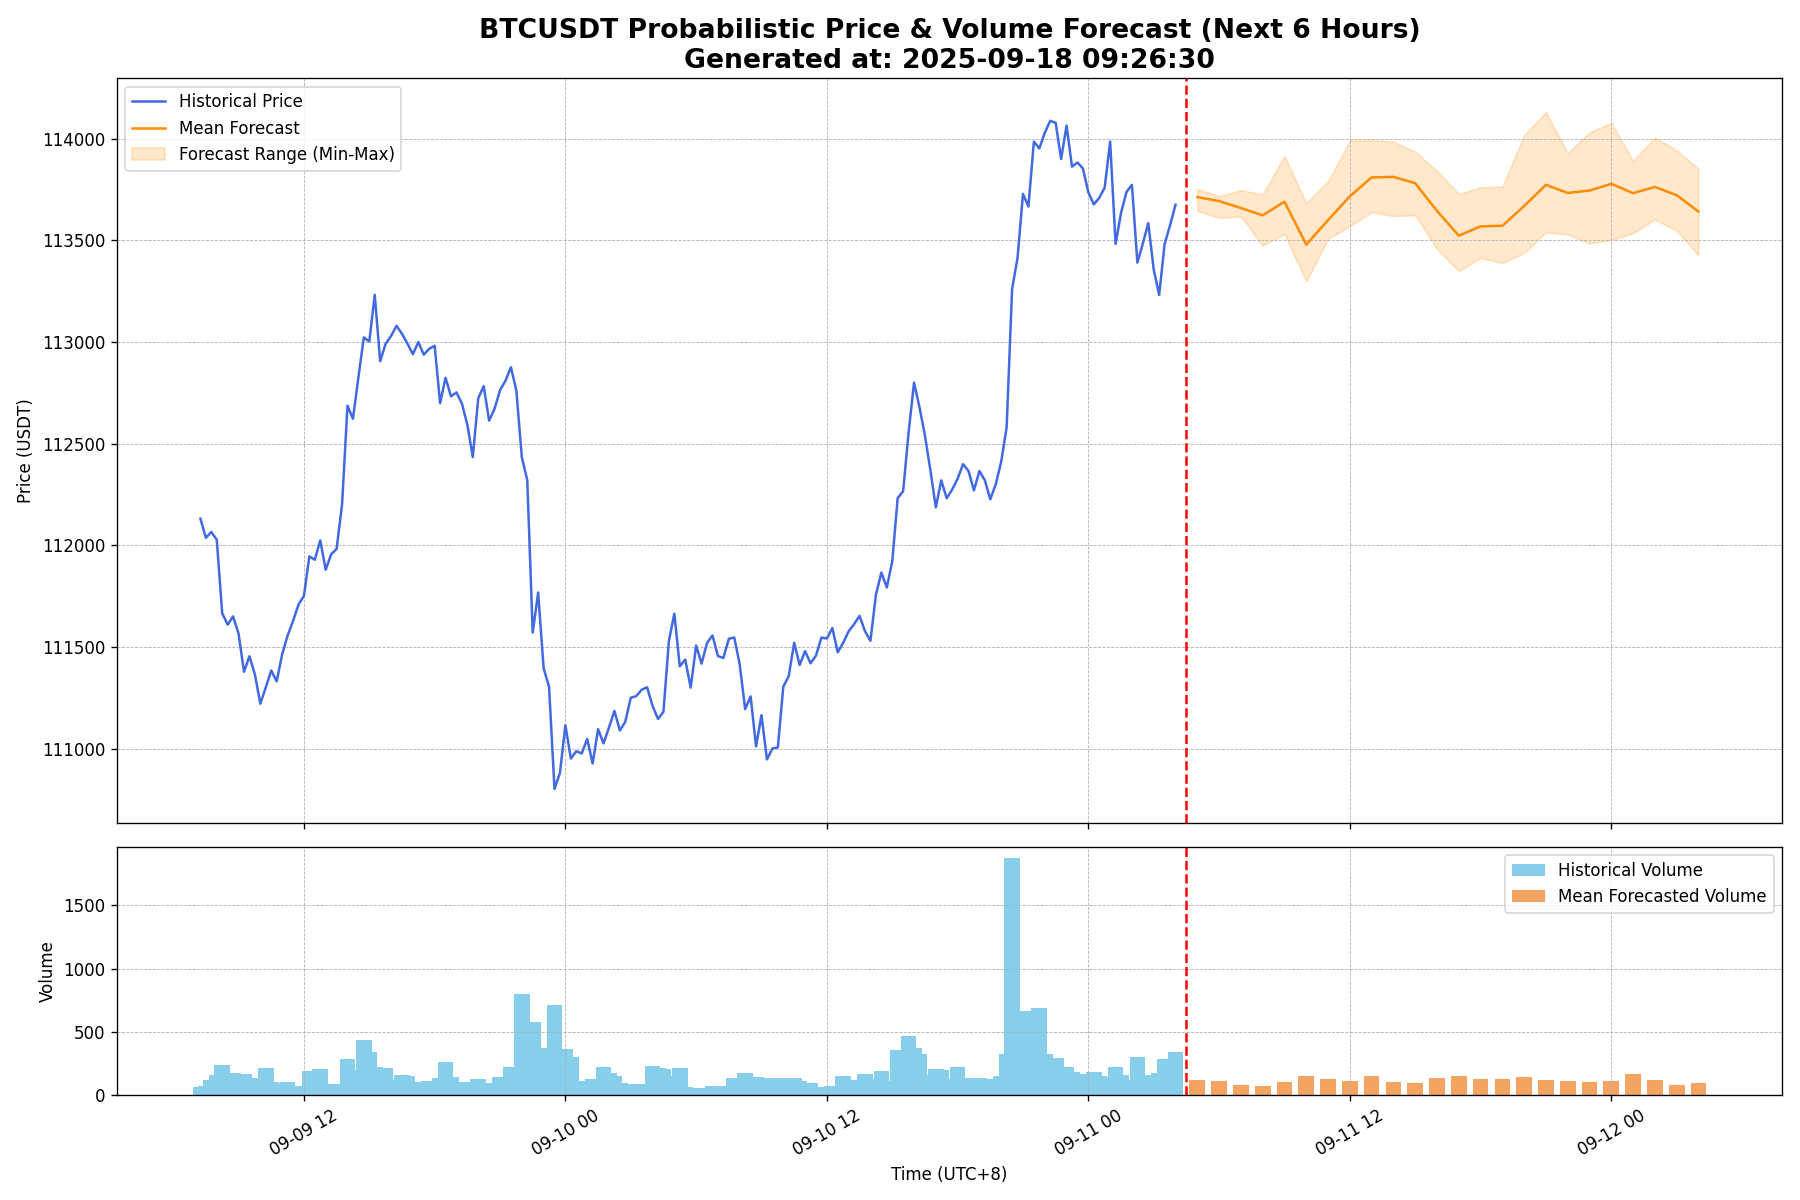 BTCUSDT Probabilistic Price & Volume Forecast (Next 6 Hours)
Generated at: 2025-09-18 09:26:30
Historical Price
Mean Forecast
Forecast Range (Min-Max)
114000
113500
113000
112500
112000
111500
111000
Price (USDT)
Historical Volume
Mean Forecasted Volume
1500
1000
500
0
Volume
09-09 12
09-10 00
09-10 12
09-11 00
09-11 12
09-12 00
Time (UTC+8)